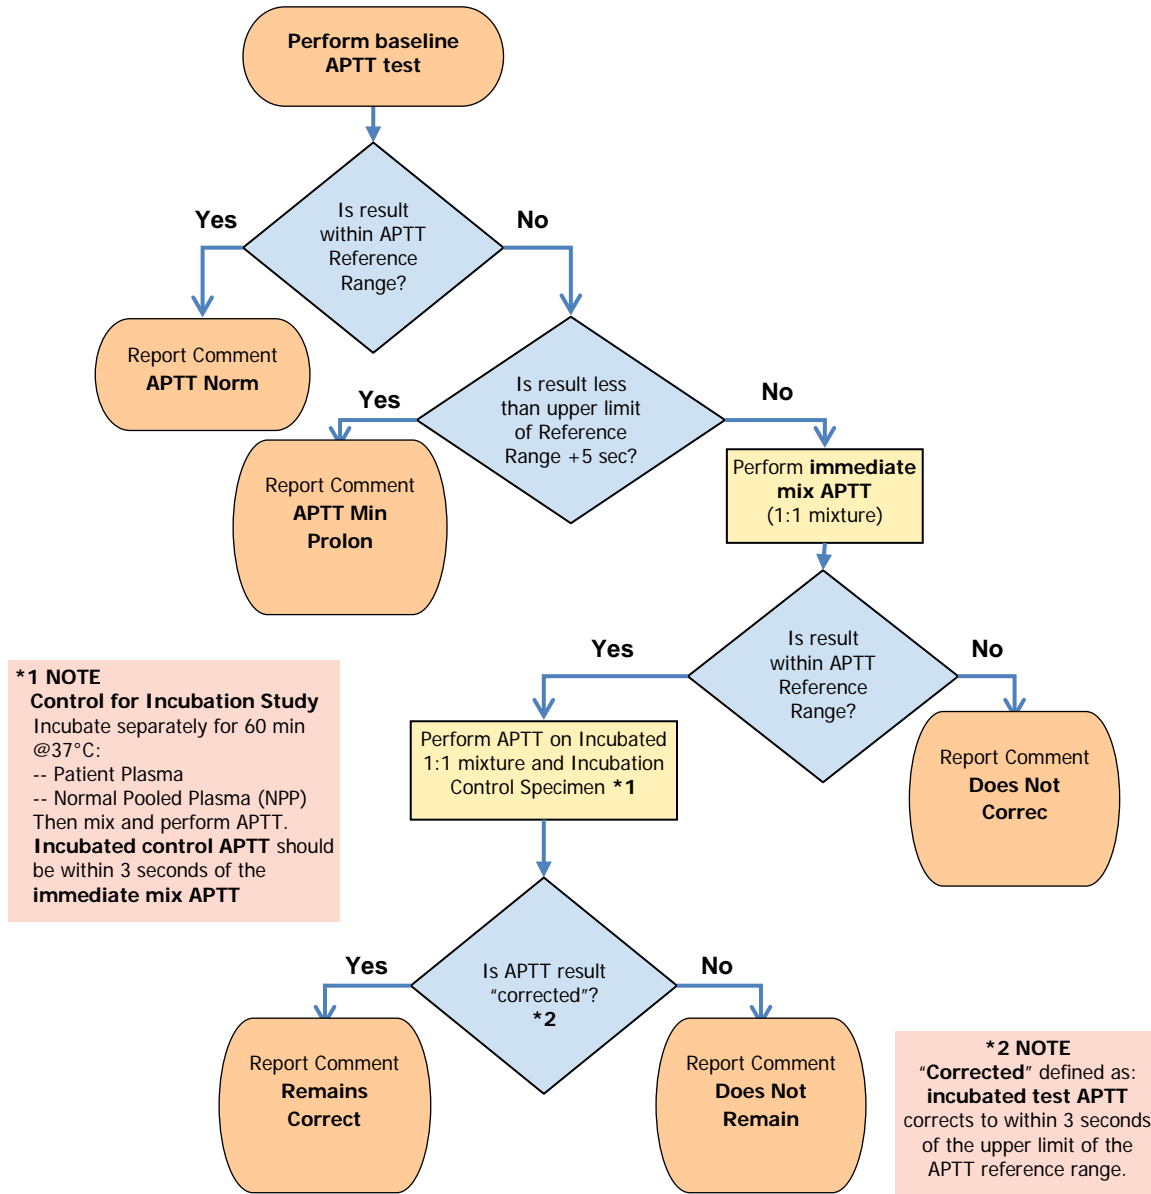 Perform baseline
APTT test
Is result
within APTT
Reference
Range?
Yes
No
Report Comment
APTT Norm
Is result less
than upper limit
of Reference
Range +5 sec?
Yes
No
Report Comment
APTT Min
Prolon
Perform immediate
mix APTT
(1:1 mixture)
Is result
within APTT
Reference
Range?
Yes
No
Report Comment
Does Not
Correc
*1 NOTE
Control for Incubation Study
Incubate separately for 60 min
@37°C:
-- Patient Plasma
-- Normal Pooled Plasma (NPP)
Then mix and perform APTT.
Incubated control APTT should
be within 3 seconds of the
immediate mix APTT
Perform APTT on Incubated
1:1 mixture and Incubation
Control Specimen *1
Is APTT result
“corrected”?
*2
Yes
No
Report Comment
Remains
Correct
Report Comment
Does Not
Remain
*2 NOTE
“Corrected” defined as:
incubated test APTT
corrects to within 3 seconds
of the upper limit of the
APTT reference range.